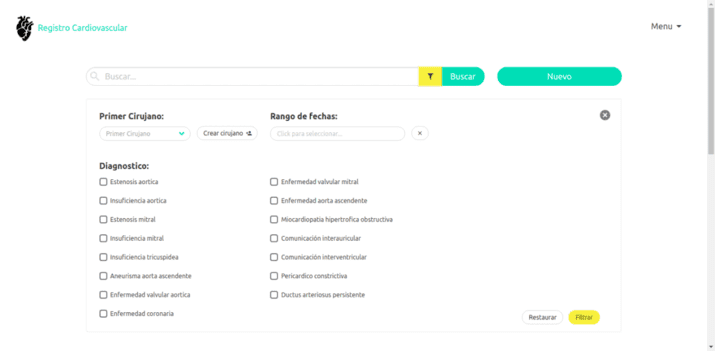 Registro Cardiovascular
Menu
Buscar...
Buscar
Nuevo
Primer Cirujano:
Rango de fechas:
Primer Cirujano
Crear cirujano
Click para seleccionar...
Diagnostico:
Estenosis aortica
Enfermedad valvular mitral
Insuficiencia aortica
Enfermedad aorta ascendente
Estenosis mitral
Miocardiopatia hipertrofica obstructiva
Insuficiencia mitral
Comunicación interauricular
Insuficiencia tricuspidea
Comunicación interventricular
Aneurisma aorta ascendente
Pericardico constrictiva
Enfermedad valvular aortica
Ductus arteriosus persistente
Enfermedad coronaria
Restaurar
Filtrar